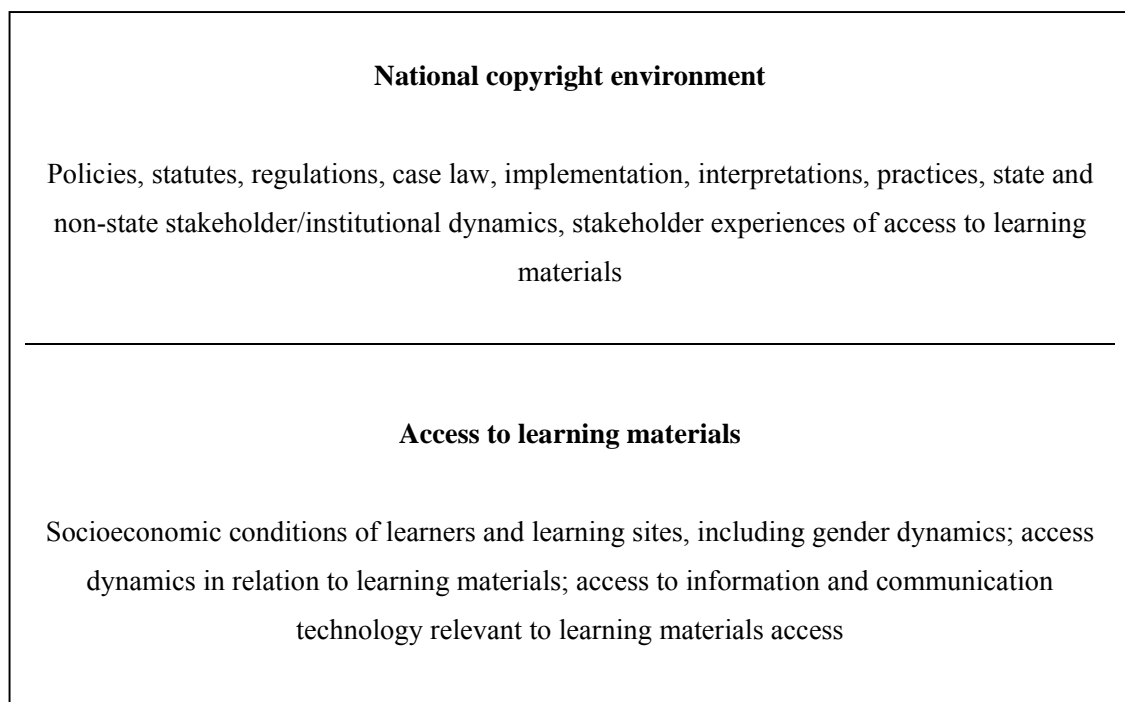 National copyright environment
Policies, statutes, regulations, case law, implementation, interpretations, practices, state and
non-state stakeholder/institutional dynamics, stakeholder experiences of access to learning
materials
Access to learning materials
Socioeconomic conditions of learners and learning sites, including gender dynamics; access
dynamics in relation to learning materials; access to information and communication
technology relevant to learning materials access